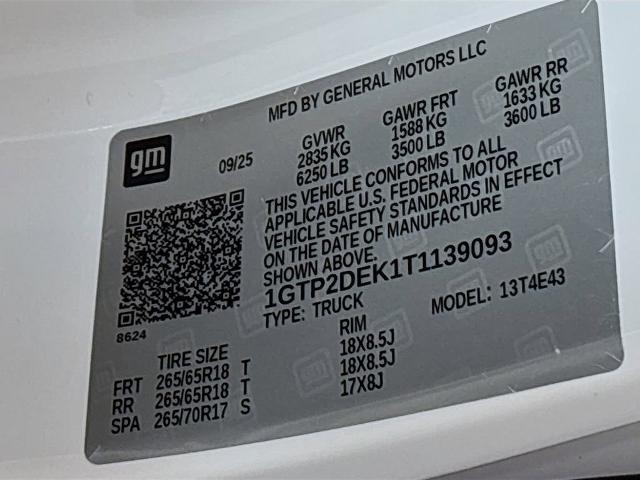 MFD BY GENERAL MOTORS LLC
gm
09/25
GVWR
2835 KG
6250 LB
GAWR FRT
1588 KG
3500 LB
GAWR RR
1633 KG
3600 LB
THIS VEHICLE CONFORMS TO ALL
APPLICABLE U.S. FEDERAL MOTOR
VEHICLE SAFETY STANDARDS IN EFFECT
ON THE DATE OF MANUFACTURE
SHOWN ABOVE.
1GTP2DEK1T1139093
TYPE: TRUCK
MODEL: 13T4E43
8624
TIRE SIZE RIM
FRT 265/65R18 T 18X8.5J
RR 265/65R18 T 18X8.5J
SPA 265/70R17 S 17X8J